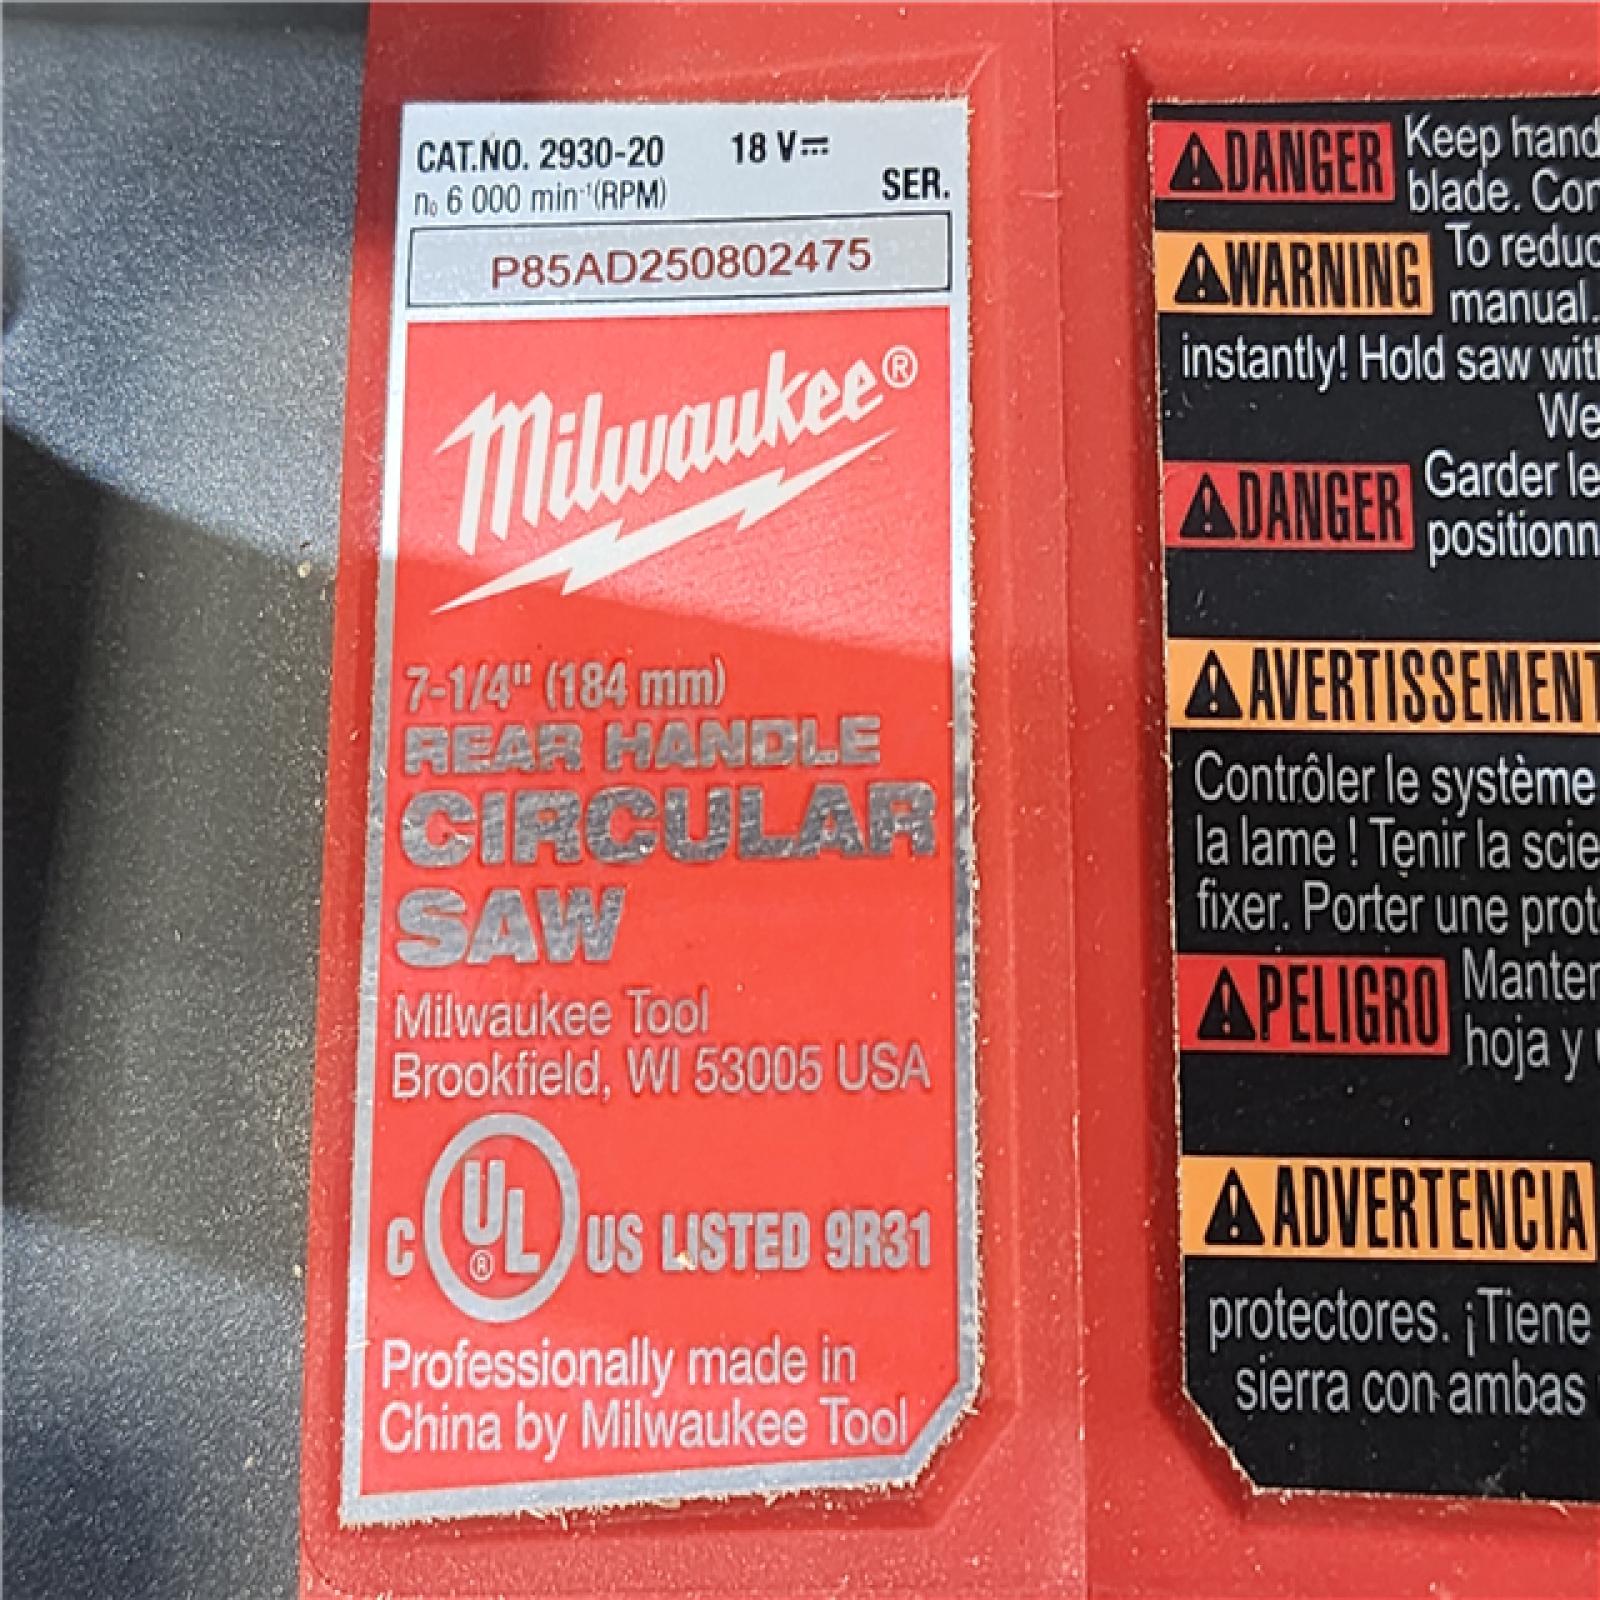 CAT.NO. 2930-20 18 V⎓
n₀ 6 000 min⁻¹(RPM) SER.
P85AD250802475
Milwaukee®
7-1/4" (184 mm)
REAR HANDLE
CIRCULAR
SAW
Milwaukee Tool
Brookfield, WI 53005 USA
C UL® US LISTED 9R31
Professionally made in
China by Milwaukee Tool
DANGER Keep hand
blade.
WARNING To reduc
manual.
instantly! Hold saw wit
We
DANGER Garder le
positionn
AVERTISSEMENT
Contrôler le système
la lame ! Tenir la scie
fixer. Porter une prot
PELIGRO Manten
hoja y
ADVERTENCIA
protectores. ¡Tiene
sierra con ambas